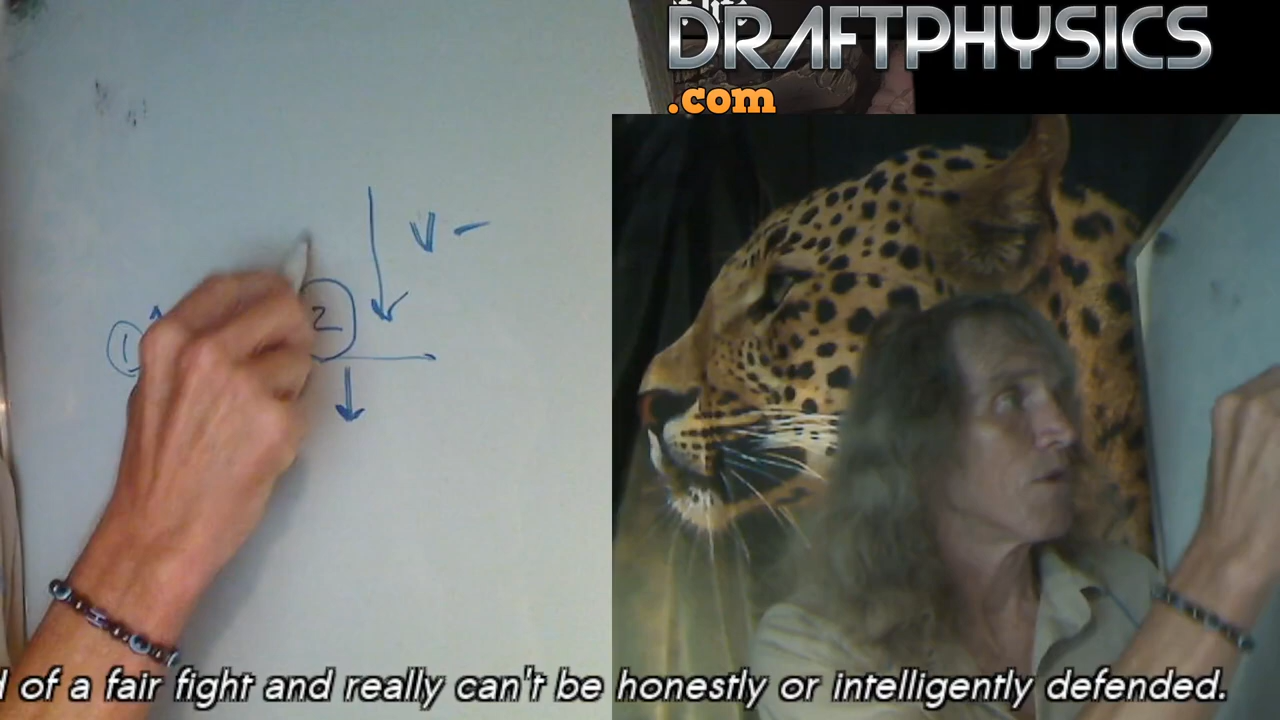 DRAFTPHYSICS
.com
V -
1
2
of a fair fight and really can't be honestly or intelligently defended.